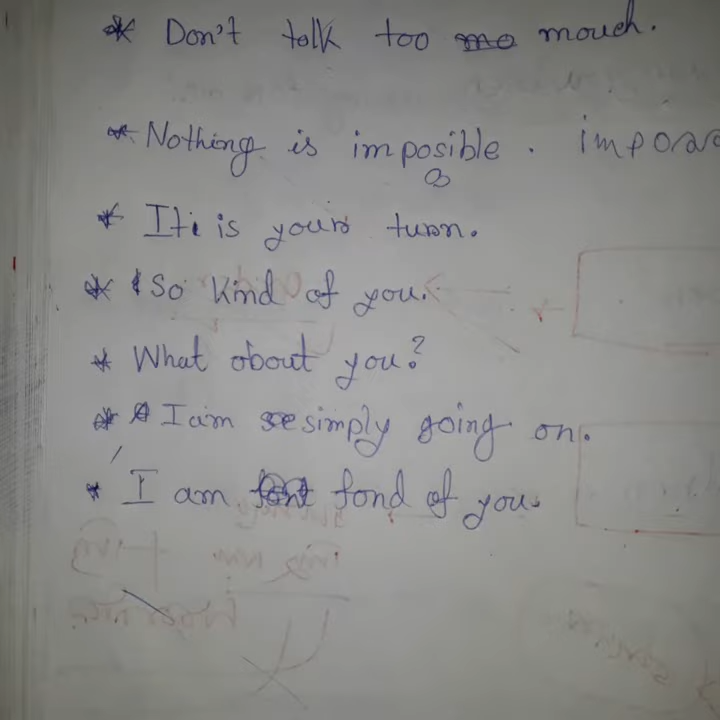 * Don't talk too mouch.
* Nothing is imposible. impo
* Iti is yours turn.
* So kind of you.
* What about you?
* I am simply going on.
* I am fond of you.